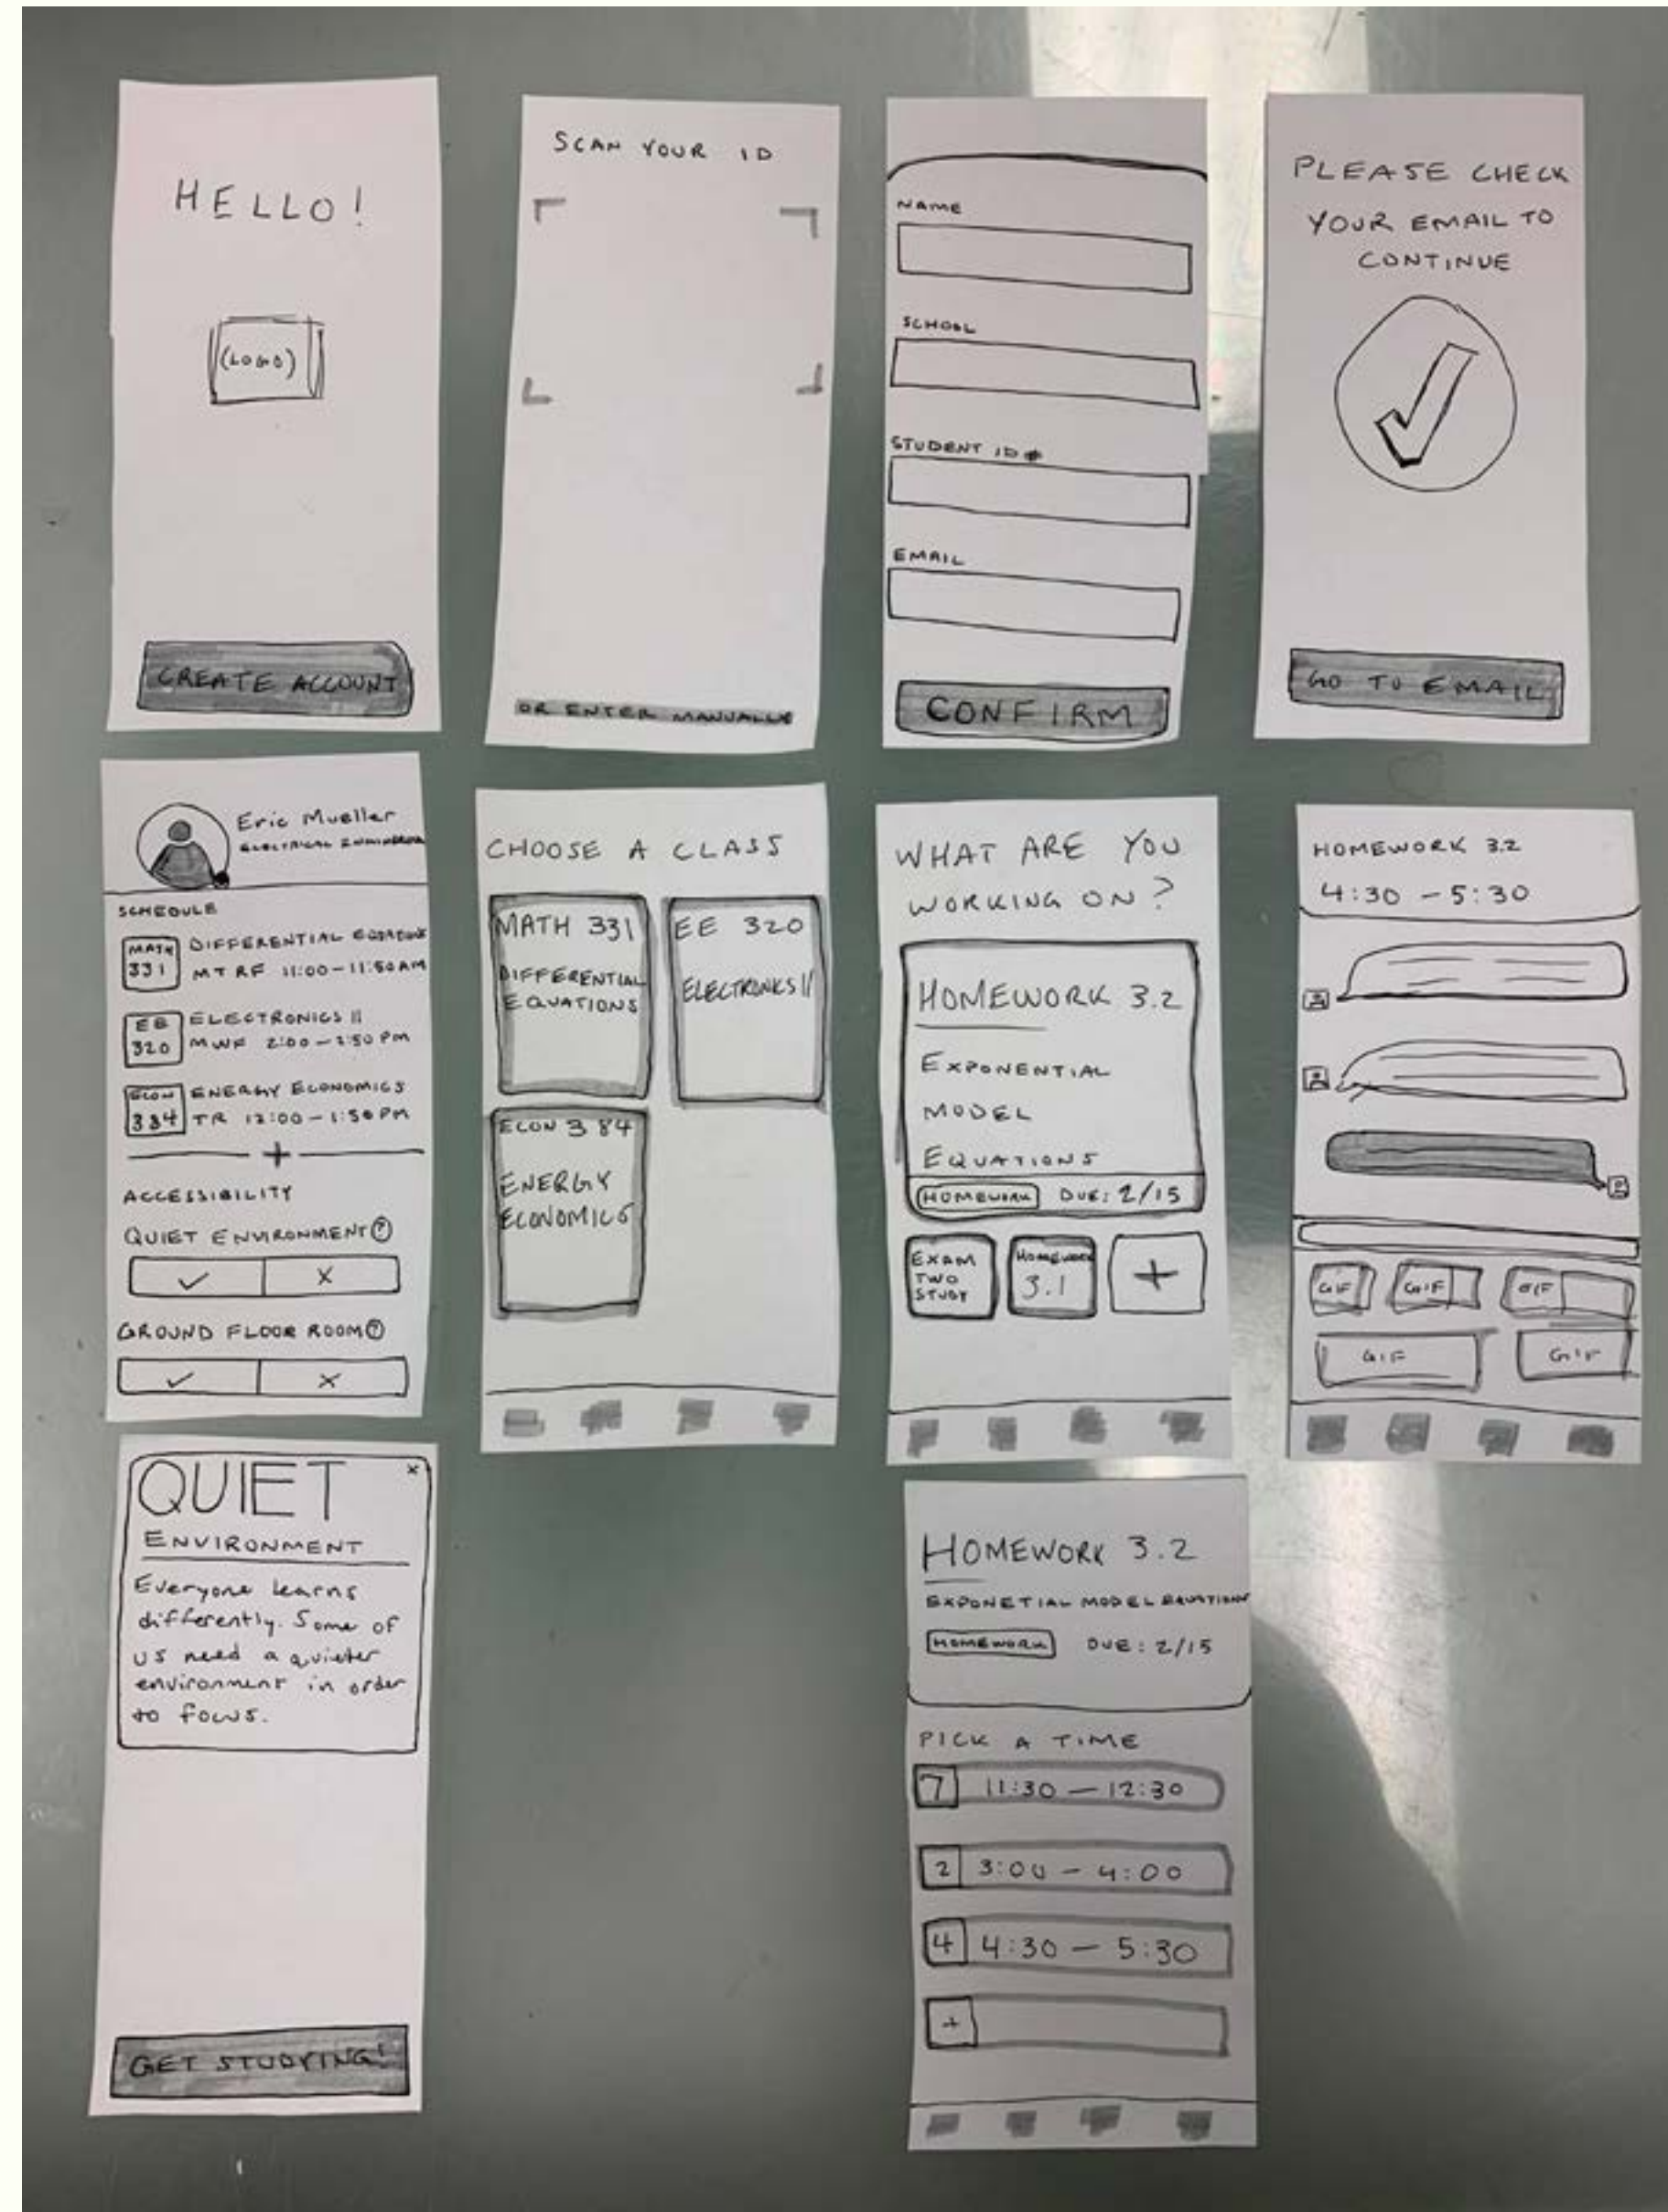 HELLO!
(LOGO)
CREATE ACCOUNT
SCAN YOUR ID
OR ENTER MANUALLY
NAME
SCHOOL
STUDENT ID #
EMAIL
CONFIRM
PLEASE CHECK
YOUR EMAIL TO
CONTINUE
GO TO EMAIL
Eric Mueller
SCHEDULE
MATH
331
DIFFERENTIAL EQUATIONS
MTRF 11:00-11:50AM
EE
320
ELECTRONICS II
MWF 2:00-2:50 PM
ECON
384
ENERGY ECONOMICS
TR 12:00-1:50PM
+
ACCESSIBILITY
QUIET ENVIRONMENT ?
✓ X
GROUND FLOOR ROOM ?
✓ X
CHOOSE A CLASS
MATH 331
DIFFERENTIAL
EQUATIONS
EE 320
ELECTRONICS II
ECON 384
ENERGY
ECONOMICS
WHAT ARE YOU
WORKING ON?
HOMEWORK 3.2
EXPONENTIAL
MODEL
EQUATIONS
HOMEWORK DUE: 2/15
EXAM
TWO
STUDY
HOMEWORK
3.1
+
HOMEWORK 3.2
4:30 - 5:30
GIF GIF GIF
GIF GIF
QUIET x
ENVIRONMENT
Everyone learns
differently. Some of
us need a quieter
environment in order
to focus.
GET STUDYING!
HOMEWORK 3.2
EXPONETIAL MODEL EQUATIONS
HOMEWORK DUE: 2/15
PICK A TIME
7 11:30 - 12:30
2 3:00 - 4:00
4 4:30 - 5:30
+